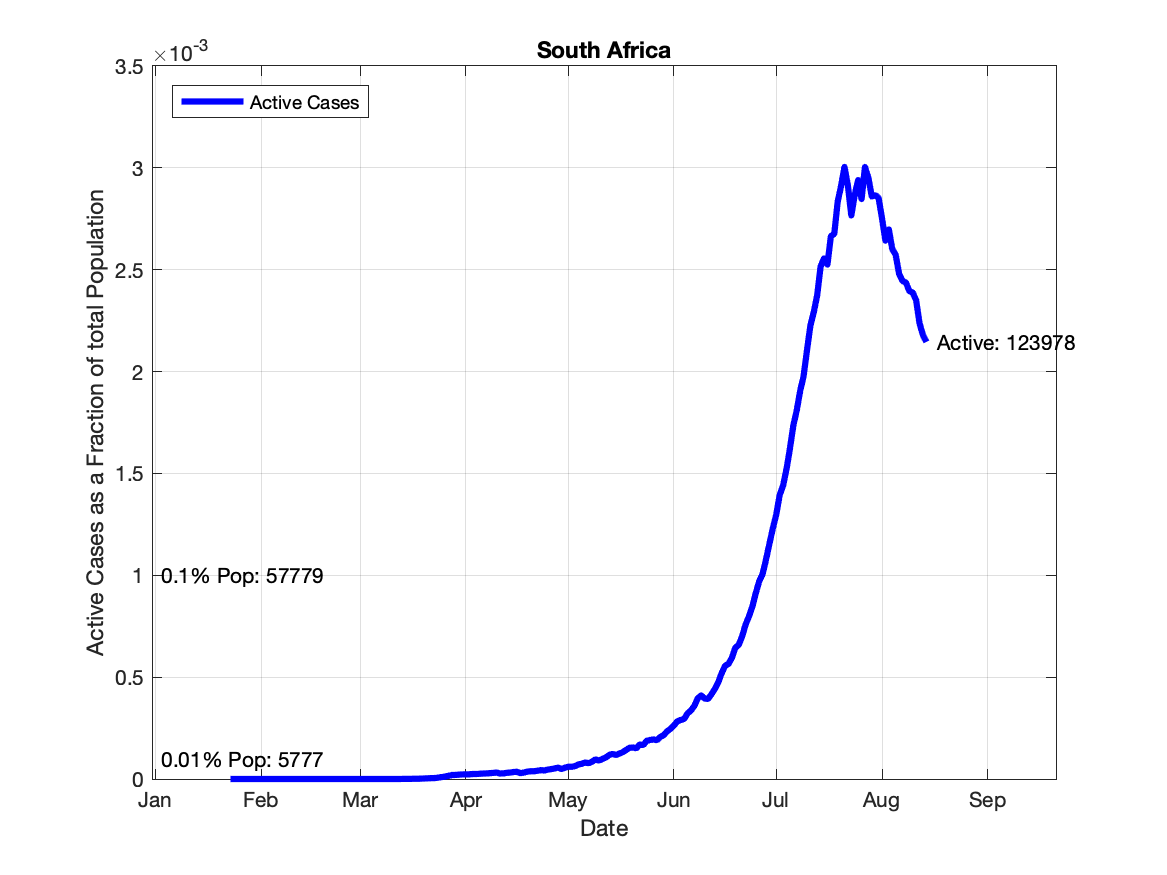 South Africa
×10-3
3.5
Active Cases
3
2.5
Active: 123978
2
1.5
1
0.1% Pop: 57779
0.5
0.01% Pop: 5777
0
Jan Feb Mar Apr May Jun Jul Aug Sep
Date
Active Cases as a Fraction of total Population